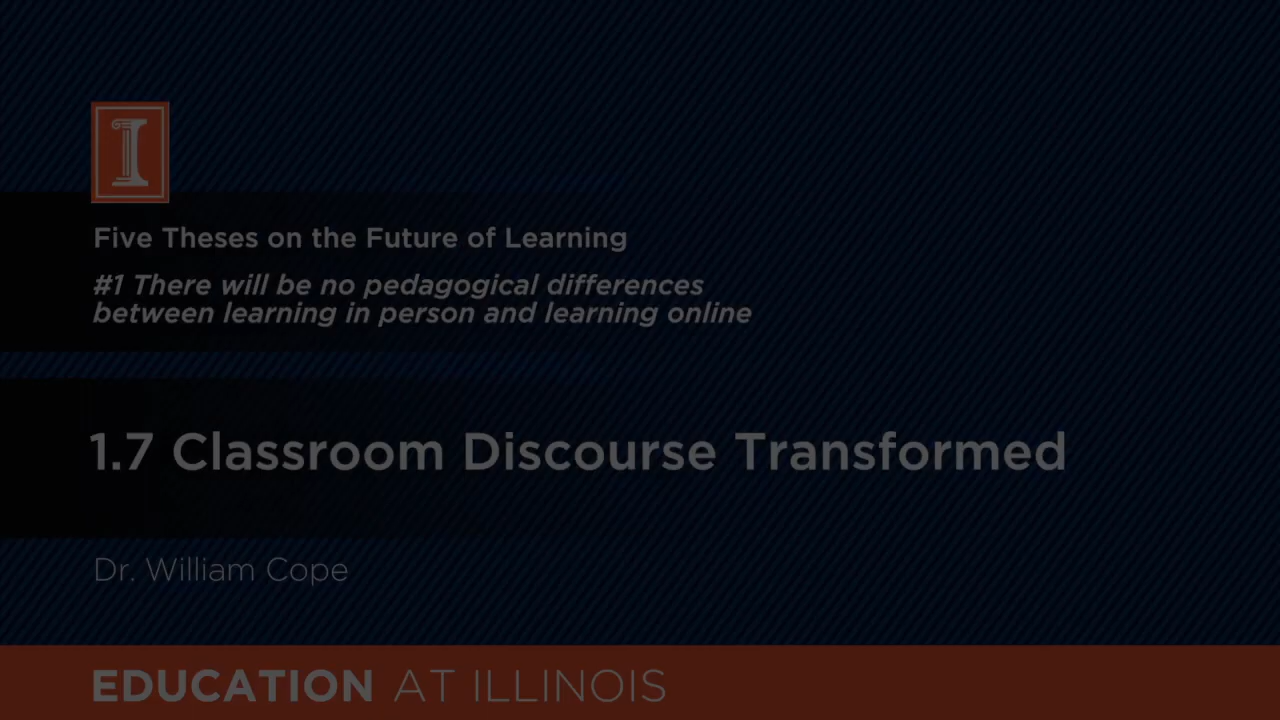 I
Five Theses on the Future of Learning
#1 There will be no pedagogical differences
between learning in person and learning online
1.7 Classroom Discourse Transformed
Dr. William Cope
EDUCATION AT ILLINOIS